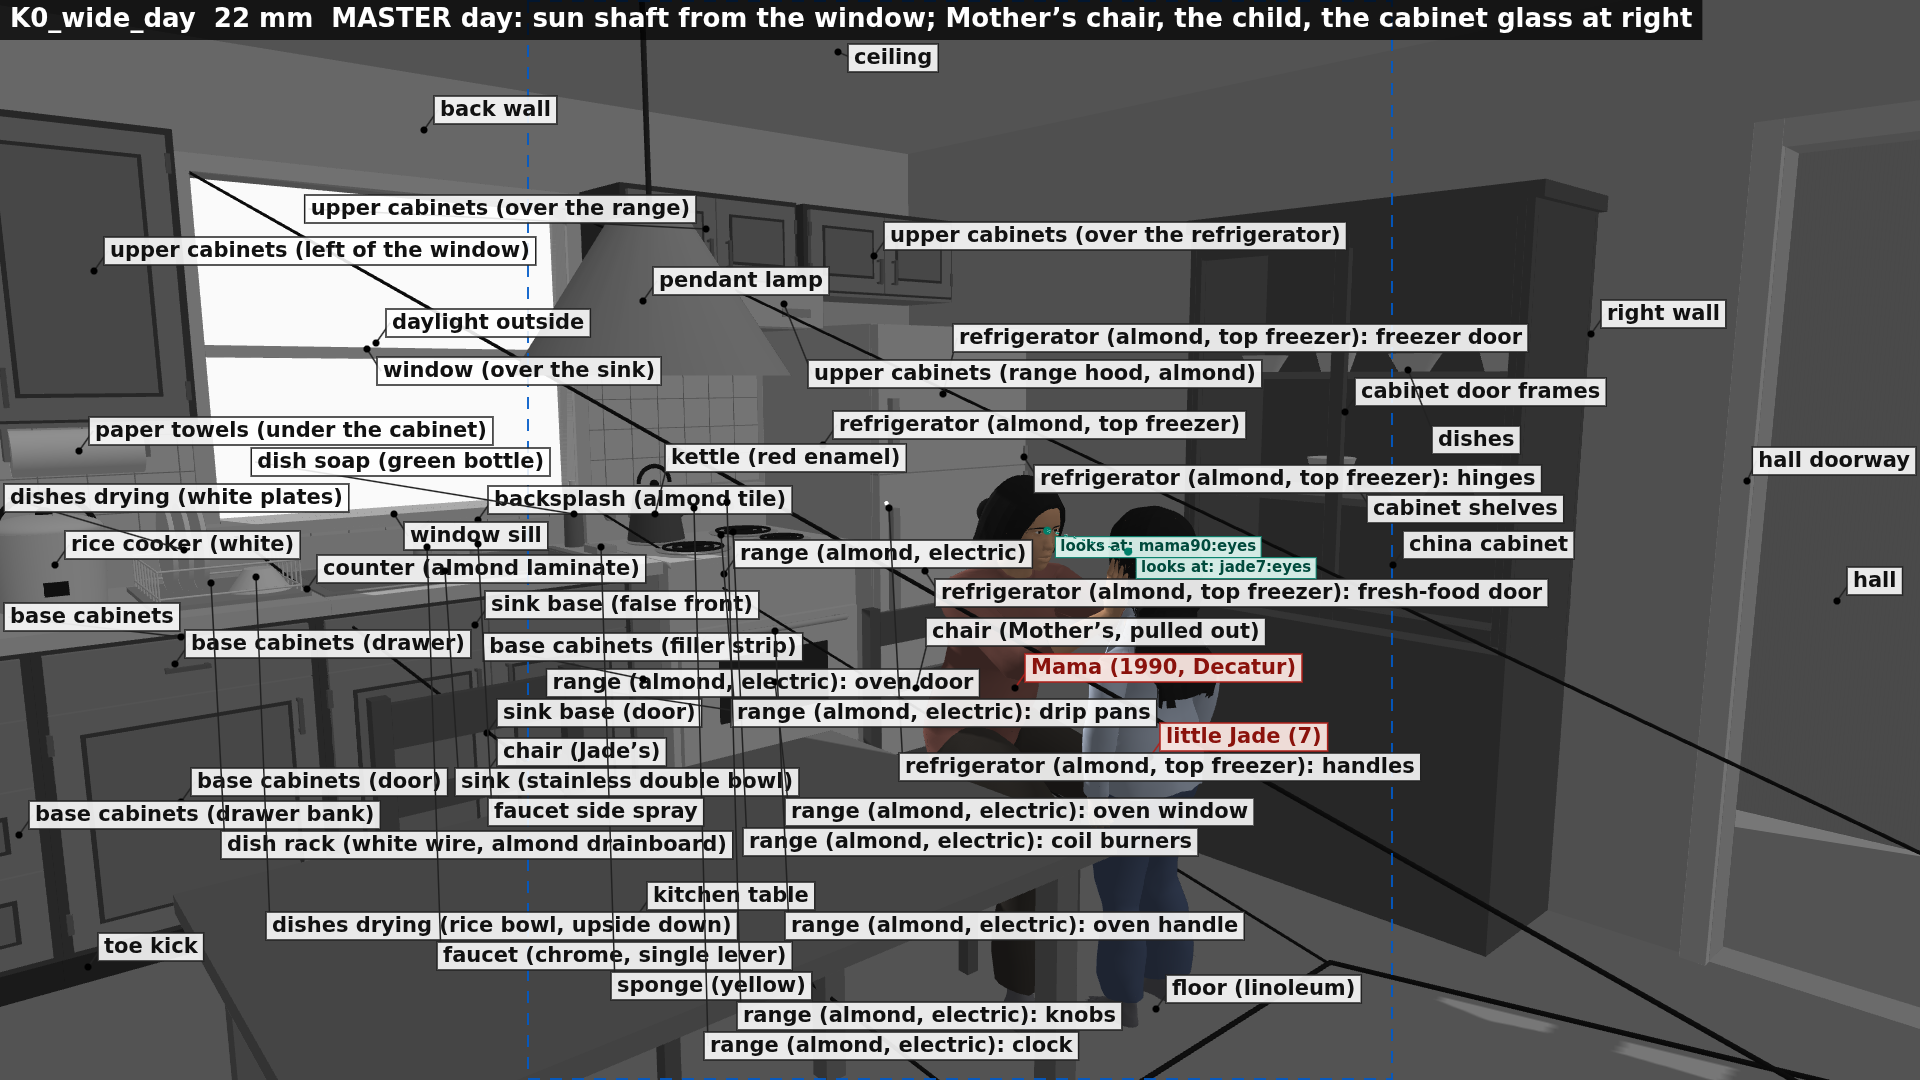 K0_wide_day  22 mm  MASTER day: sun shaft from the window; Mother’s chair, the child, the cabinet glass at right
ceiling
back wall
upper cabinets (over the range)
upper cabinets (left of the window)
upper cabinets (over the refrigerator)
pendant lamp
daylight outside
right wall
refrigerator (almond, top freezer): freezer door
window (over the sink)
upper cabinets (range hood, almond)
cabinet door frames
paper towels (under the cabinet)
refrigerator (almond, top freezer)
dishes
dish soap (green bottle)
kettle (red enamel)
hall doorway
refrigerator (almond, top freezer): hinges
dishes drying (white plates)
backsplash (almond tile)
cabinet shelves
window sill
rice cooker (white)
range (almond, electric)
looks at: mama90:eyes
china cabinet
counter (almond laminate)
looks at: jade7:eyes
hall
refrigerator (almond, top freezer): fresh-food door
sink base (false front)
base cabinets
base cabinets (drawer)
base cabinets (filler strip)
chair (Mother’s, pulled out)
Mama (1990, Decatur)
range (almond, electric): oven door
sink base (door)
range (almond, electric): drip pans
little Jade (7)
chair (Jade’s)
refrigerator (almond, top freezer): handles
base cabinets (door)
sink (stainless double bowl)
base cabinets (drawer bank)
faucet side spray
range (almond, electric): oven window
dish rack (white wire, almond drainboard)
range (almond, electric): coil burners
kitchen table
dishes drying (rice bowl, upside down)
range (almond, electric): oven handle
toe kick
faucet (chrome, single lever)
sponge (yellow)
floor (linoleum)
range (almond, electric): knobs
range (almond, electric): clock